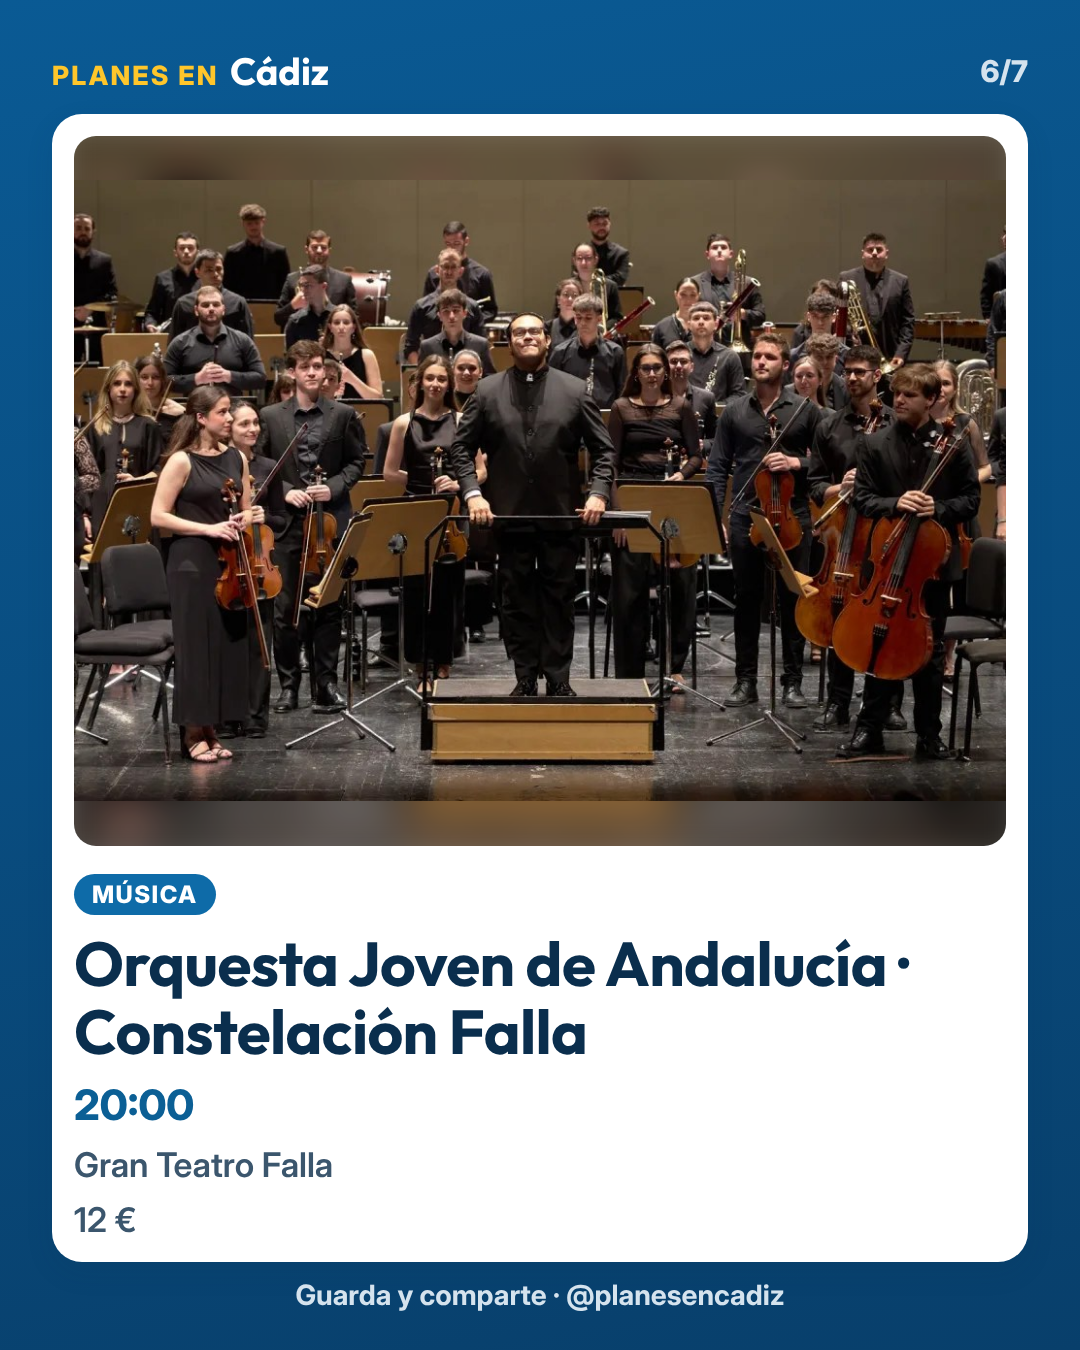 PLANES EN Cádiz
6/7
MÚSICA
Orquesta Joven de Andalucía ·
Constelación Falla
20:00
Gran Teatro Falla
12 €
Guarda y comparte · @planesencadiz